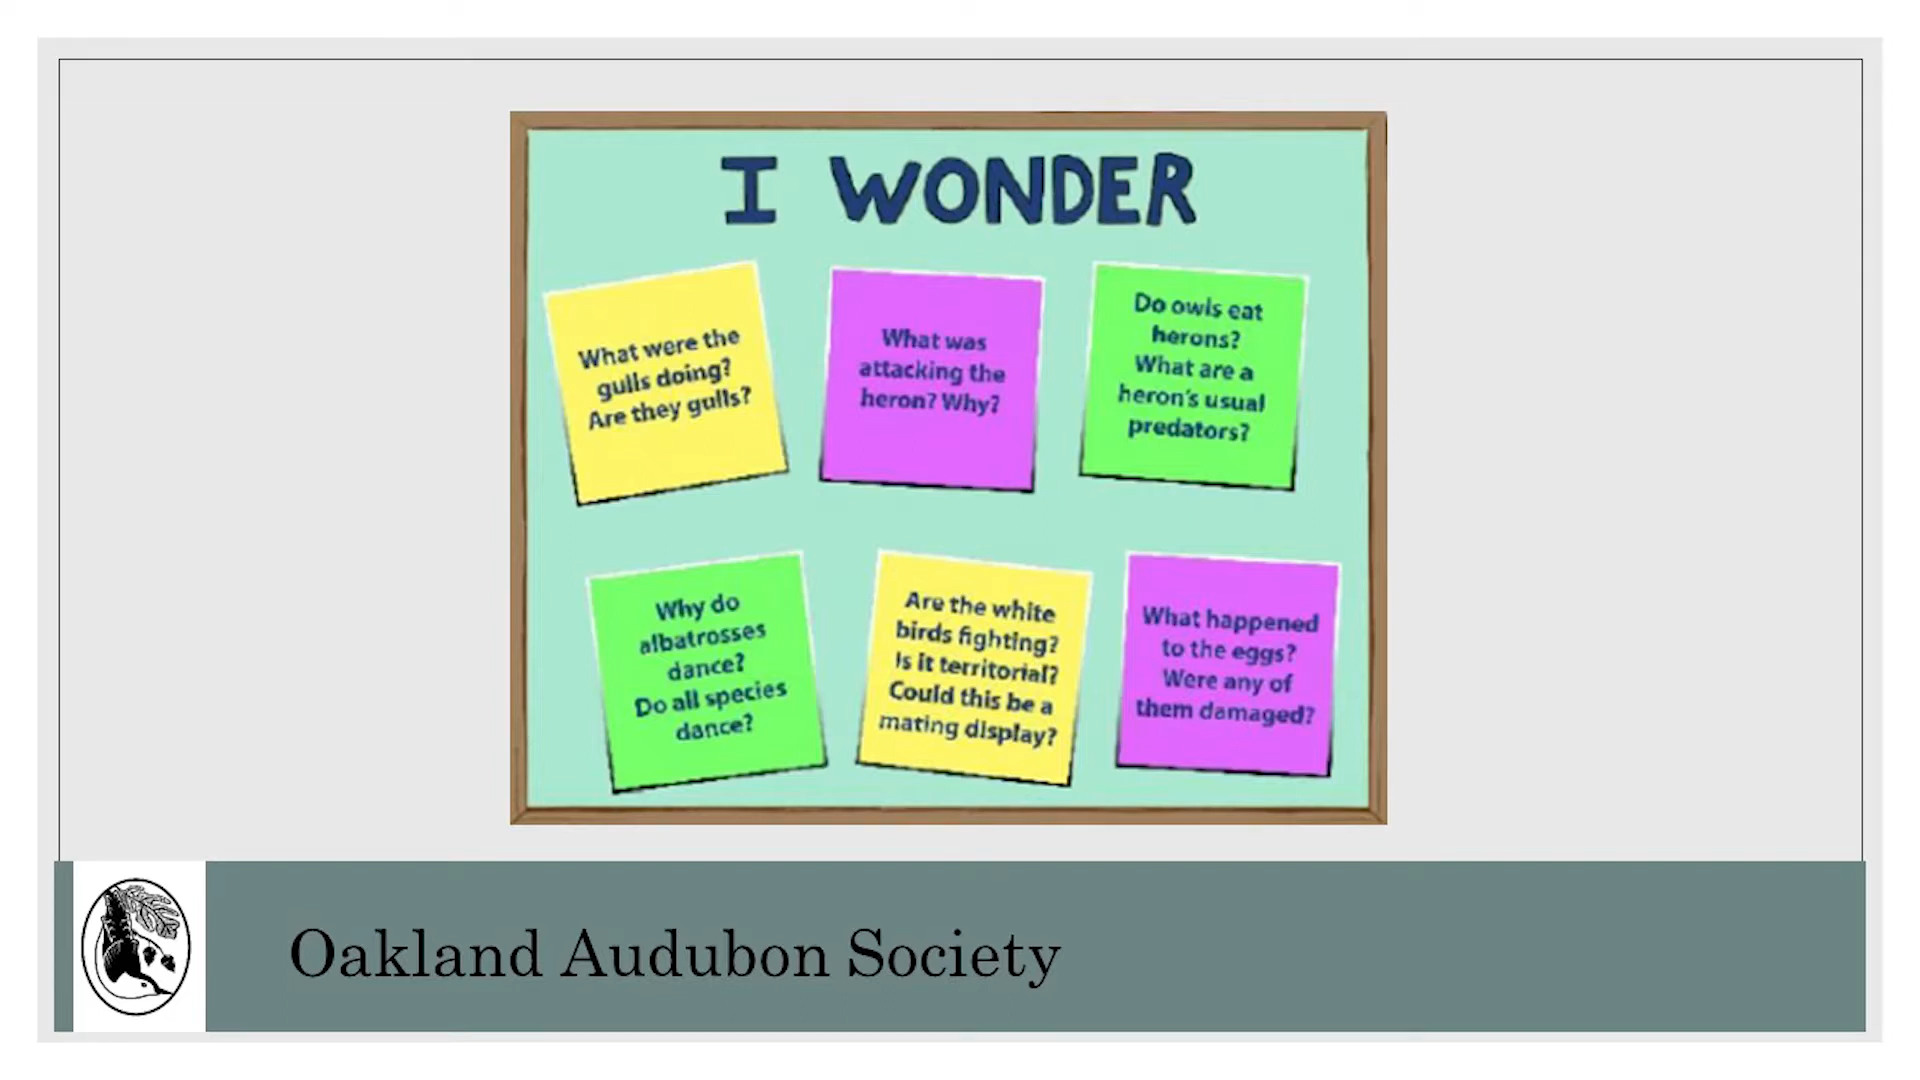 I WONDER
What were the
gulls doing?
Are they gulls?
What was
attacking the
heron? Why?
Do owls eat
herons?
What are a
heron's usual
predators?
Why do
albatrosses
dance?
Do all species
dance?
Are the white
birds fighting?
Is it territorial?
Could this be a
mating display?
What happened
to the eggs?
Were any of
them damaged?
Oakland Audubon Society